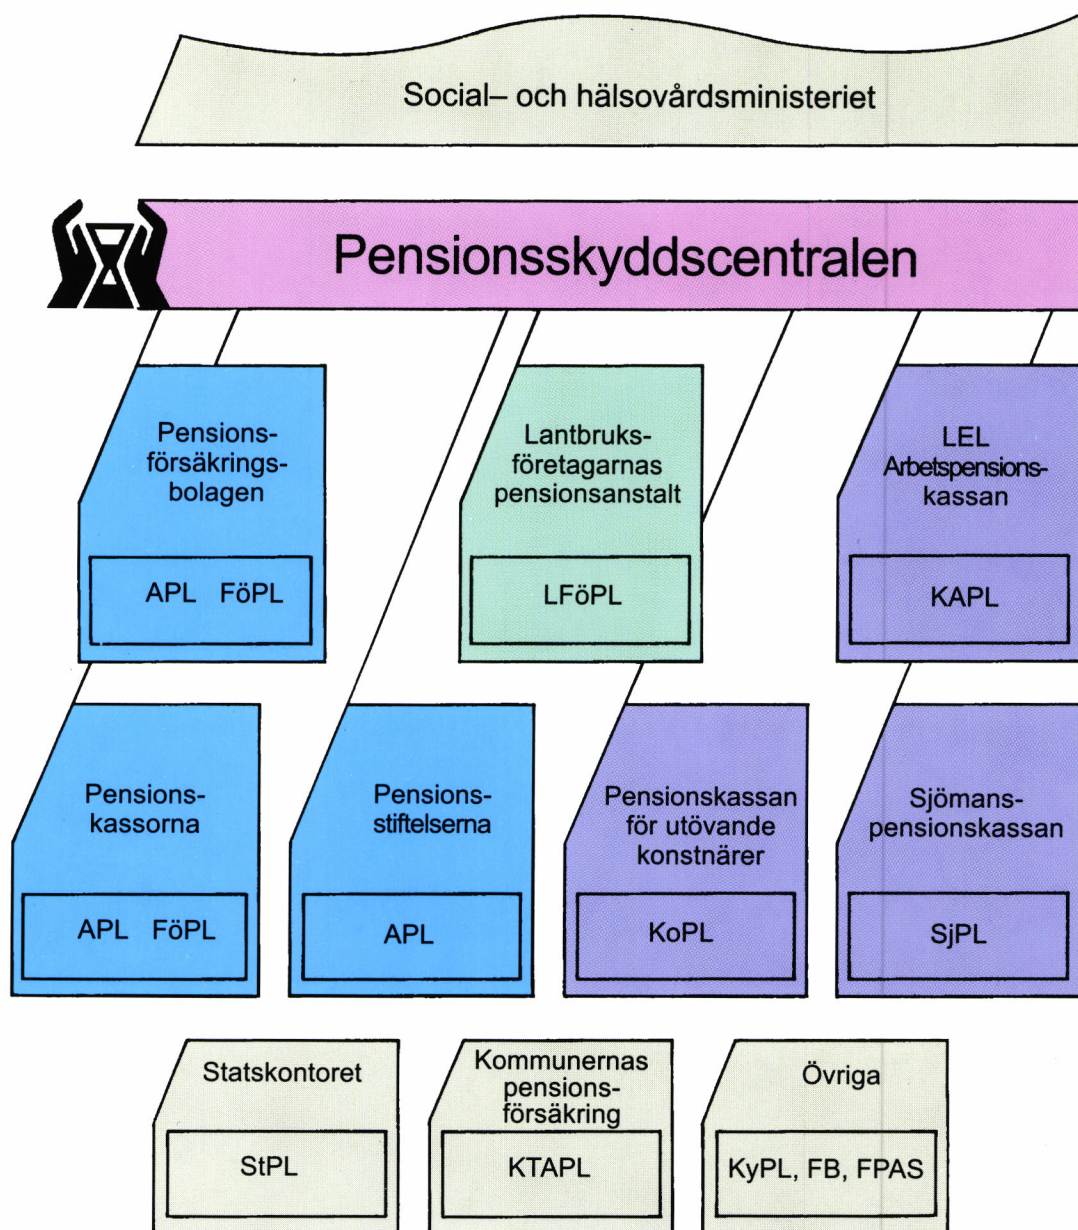 Social– och hälsovårdsministeriet
Pensionsskyddscentralen
Pensions-
försäkrings-
bolagen
APL FöPL
Lantbruks-
företagarnas
pensionsanstalt
LFöPL
LEL
Arbetspensions-
kassan
KAPL
Pensions-
kassorna
APL FöPL
Pensions-
stiftelserna
APL
Pensionskassan
för utövande
konstnärer
KoPL
Sjömans-
pensionskassan
SjPL
Statskontoret
StPL
Kommunernas
pensions-
försäkring
KTAPL
Övriga
KyPL, FB, FPAS